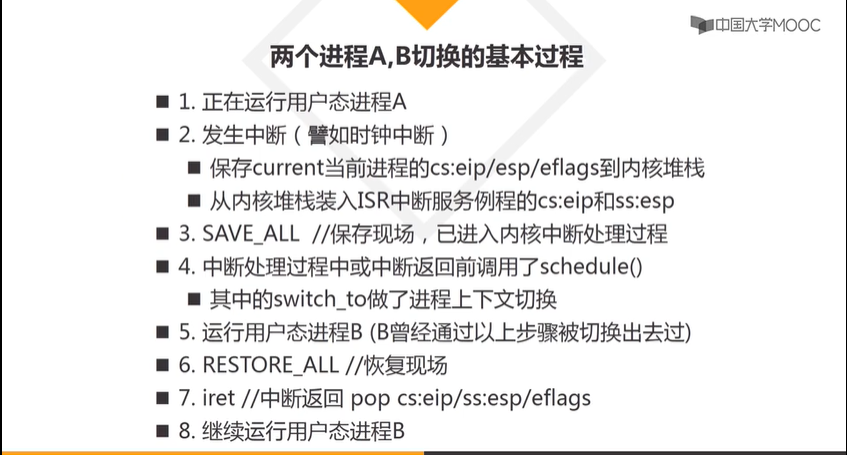 中国大学MOOC
两个进程A,B切换的基本过程
■ 1. 正在运行用户态进程A
■ 2. 发生中断（譬如时钟中断）
■ 保存current当前进程的cs:eip/esp/eflags到内核堆栈
■ 从内核堆栈装入ISR中断服务例程的cs:eip和ss:esp
■ 3. SAVE_ALL //保存现场，已进入内核中断处理过程
■ 4. 中断处理过程中或中断返回前调用了schedule()
■ 其中的switch_to做了进程上下文切换
■ 5. 运行用户态进程B (B曾经通过以上步骤被切换出去过)
■ 6. RESTORE_ALL //恢复现场
■ 7. iret //中断返回 pop cs:eip/ss:esp/eflags
■ 8. 继续运行用户态进程B